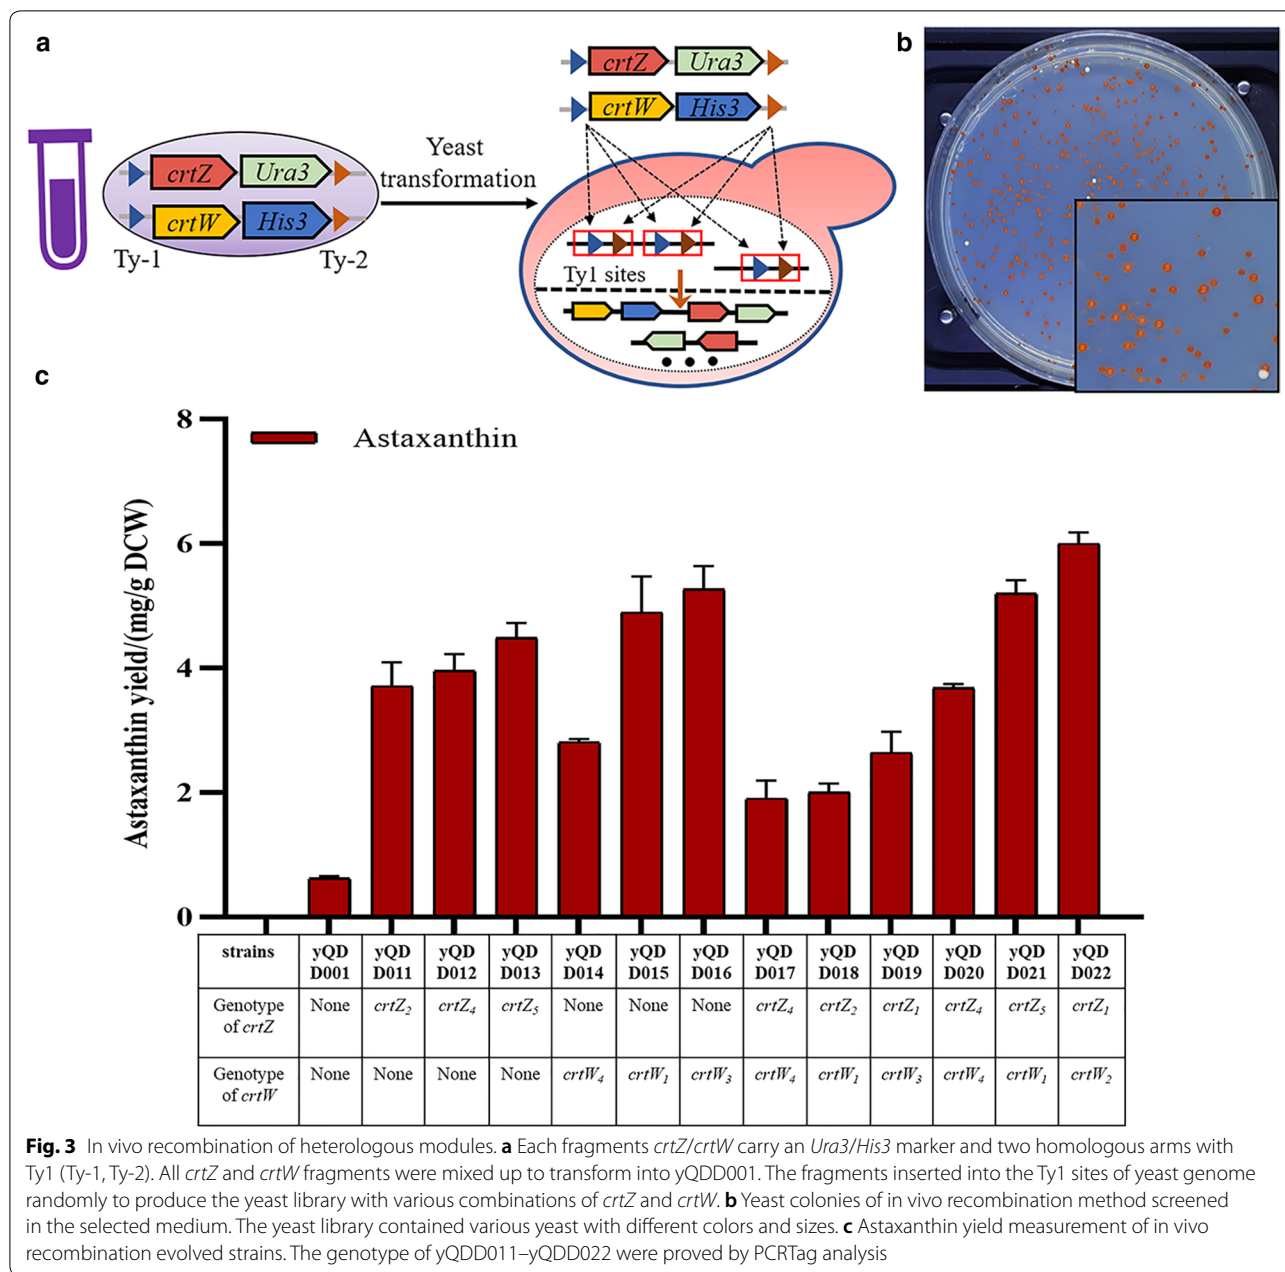 a
crtZ Ura3
crtW His3
Ty-1 Ty-2
Yeast
transformation
crtZ Ura3
crtW His3
Ty1 sites
b
c
Astaxanthin
Astaxanthin yield/(mg/g DCW)
8
6
4
2
0
strains yQD D001 yQD D011 yQD D012 yQD D013 yQD D014 yQD D015 yQD D016 yQD D017 yQD D018 yQD D019 yQD D020 yQD D021 yQD D022
Genotype of crtZ None crtZ₂ crtZ₄ crtZ₅ None None None crtZ₄ crtZ₂ crtZ₁ crtZ₄ crtZ₅ crtZ₁
Genotype of crtW None None None None crtW₄ crtW₁ crtW₃ crtW₄ crtW₁ crtW₃ crtW₄ crtW₁ crtW₂
Fig. 3 In vivo recombination of heterologous modules. a Each fragments crtZ/crtW carry an Ura3/His3 marker and two homologous arms with
Ty1 (Ty-1, Ty-2). All crtZ and crtW fragments were mixed up to transform into yQDD001. The fragments inserted into the Ty1 sites of yeast genome
randomly to produce the yeast library with various combinations of crtZ and crtW. b Yeast colonies of in vivo recombination method screened
in the selected medium. The yeast library contained various yeast with different colors and sizes. c Astaxanthin yield measurement of in vivo
recombination evolved strains. The genotype of yQDD011–yQDD022 were proved by PCRTag analysis